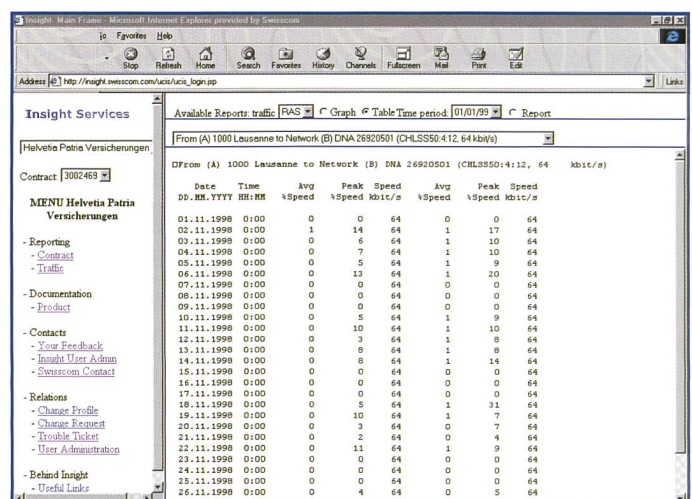 Insight- Main Frame - Microsoft Internet Explorer provided by Swisscom
io Favorites Help
Stop Refresh Home Search Favorites History Channels Fullscreen Mail Print Edit
Address http://insight.swisscom.com/ucis/ucis_login.jsp Links
Insight Services
Helvetia Patria Versicherungen
Contract: 3002469
MENU Helvetia Patria
Versicherungen
- Reporting
- Contract
- Traffic
- Documentation
- Product
- Contacts
- Your Feedback
- Insight User Admin
- Swisscom Contact
- Relations
- Change Profile
- Change Request
- Trouble Ticket
- User Administration
- Behind Insight
- Useful Links
Available Reports: traffic RAS Graph Table Time period: 01/01/99 Report
From (A) 1000 Lausanne to Network (B) DNA 26920501 (CHLSS50:4:12, 64 kbit/s)
From (A) 1000 Lausanne to Network (B) DNA 26920501 (CHLSS50:4:12, 64 kbit/s)
Date Time Avg Peak Speed Avg Peak Speed
DD.MM.YYYY HH:MM %Speed %Speed kbit/s %Speed %Speed kbit/s
01.11.1998 0:00 0 0 64 0 0 64
02.11.1998 0:00 1 14 64 1 17 64
03.11.1998 0:00 0 6 64 1 10 64
04.11.1998 0:00 0 7 64 1 10 64
05.11.1998 0:00 0 5 64 1 9 64
06.11.1998 0:00 0 13 64 1 20 64
07.11.1998 0:00 0 0 64 0 0 64
08.11.1998 0:00 0 0 64 0 0 64
09.11.1998 0:00 0 0 64 0 0 64
10.11.1998 0:00 0 5 64 1 9 64
11.11.1998 0:00 0 10 64 1 10 64
12.11.1998 0:00 0 3 64 1 8 64
13.11.1998 0:00 0 8 64 1 8 64
14.11.1998 0:00 0 8 64 1 14 64
15.11.1998 0:00 0 0 64 0 0 64
16.11.1998 0:00 0 0 64 0 0 64
17.11.1998 0:00 0 0 64 0 0 64
18.11.1998 0:00 0 5 64 1 31 64
19.11.1998 0:00 0 10 64 1 7 64
20.11.1998 0:00 0 3 64 0 7 64
21.11.1998 0:00 0 2 64 0 4 64
22.11.1998 0:00 0 11 64 1 9 64
23.11.1998 0:00 0 0 64 0 0 64
24.11.1998 0:00 0 0 64 0 0 64
25.11.1998 0:00 0 0 64 0 0 64
26.11.1998 0:00 0 4 64 0 5 64